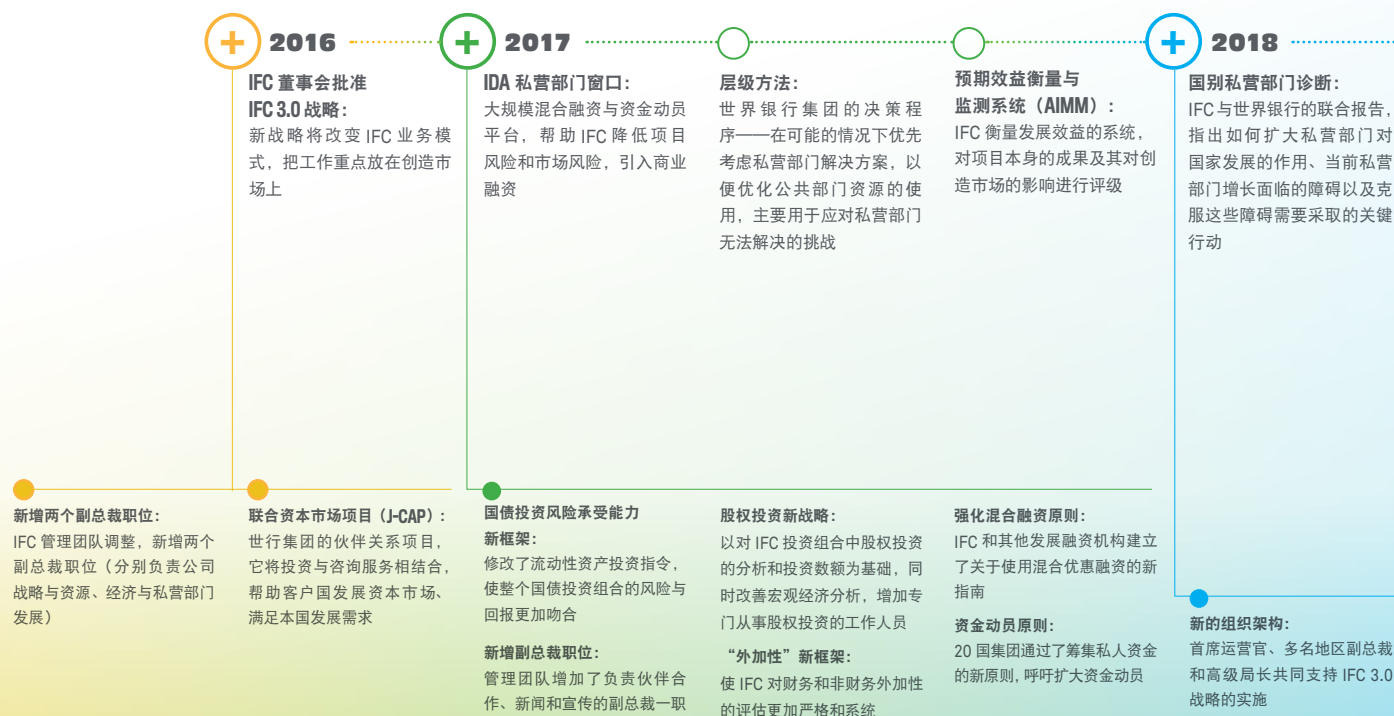 2016
IFC 董事会批准
IFC 3.0 战略：
新战略将改变 IFC 业务模
式，把工作重点放在创造市
场上
2017
IDA 私营部门窗口：
大规模混合融资与资金动员
平台，帮助 IFC 降低项目
风险和市场风险，引入商业
融资
层级方法：
世界银行集团的决策程
序——在可能的情况下优先
考虑私营部门解决方案，以
便优化公共部门资源的使
用，主要用于应对私营部门
无法解决的挑战
预期效益衡量与
监测系统（AIMM）：
IFC 衡量发展效益的系统，
对项目本身的成果及其对创
造市场的影响进行评级
2018
国别私营部门诊断：
IFC 与世界银行的联合报告，
指出如何扩大私营部门对
国家发展的作用、当前私营
部门增长面临的障碍以及克
服这些障碍需要采取的关键
行动
新增两个副总裁职位：
IFC 管理团队调整，新增两个
副总裁职位（分别负责公司
战略与资源、经济与私营部门
发展）
联合资本市场项目（J-CAP）：
世行集团的伙伴关系项目，
它将投资与咨询服务相结合，
帮助客户国发展资本市场、
满足本国发展需求
国债投资风险承受能力
新框架：
修改了流动性资产投资指令，
使整个国债投资组合的风险与
回报更加吻合
新增副总裁职位：
管理团队增加了负责伙伴合
作、新闻和宣传的副总裁一职
股权投资新战略：
以对 IFC 投资组合中股权投资
的分析和投资数额为基础，同
时改善宏观经济分析，增加专
门从事股权投资的工作人员
“外加性”新框架：
使 IFC 对财务和非财务外加性
的评估更加严格和系统
强化混合融资原则：
IFC 和其他发展融资机构建立
了关于使用混合优惠融资的新
指南
资金动员原则：
20 国集团通过了筹集私人资金
的新原则，呼吁扩大资金动员
新的组织架构：
首席运营官、多名地区副总裁
和高级局长共同支持 IFC 3.0
战略的实施